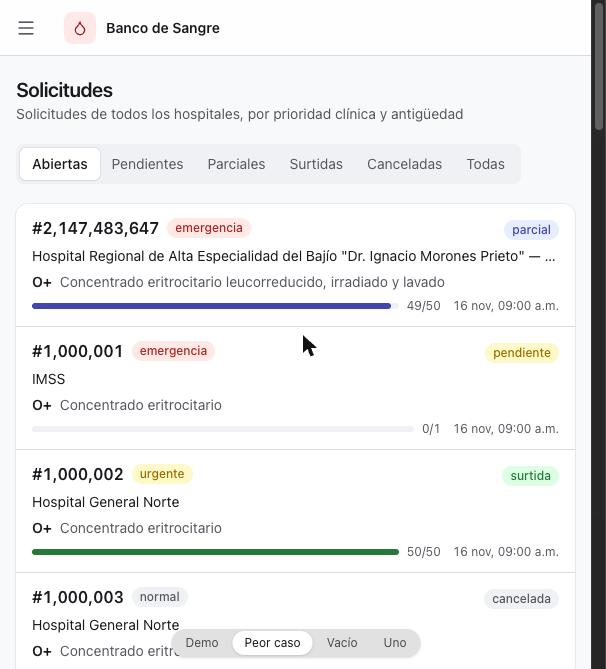 Banco de Sangre
Solicitudes
Solicitudes de todos los hospitales, por prioridad clínica y antigüedad
Abiertas Pendientes Parciales Surtidas Canceladas Todas
#2,147,483,647 emergencia parcial
Hospital Regional de Alta Especialidad del Bajío "Dr. Ignacio Morones Prieto" — ...
O+ Concentrado eritrocitario leucorreducido, irradiado y lavado
49/50 16 nov, 09:00 a.m.
#1,000,001 emergencia pendiente
IMSS
O+ Concentrado eritrocitario
0/1 16 nov, 09:00 a.m.
#1,000,002 urgente surtida
Hospital General Norte
O+ Concentrado eritrocitario
50/50 16 nov, 09:00 a.m.
#1,000,003 normal cancelada
Hospital General Norte
O+ Concentrado
Demo Peor caso Vacío Uno